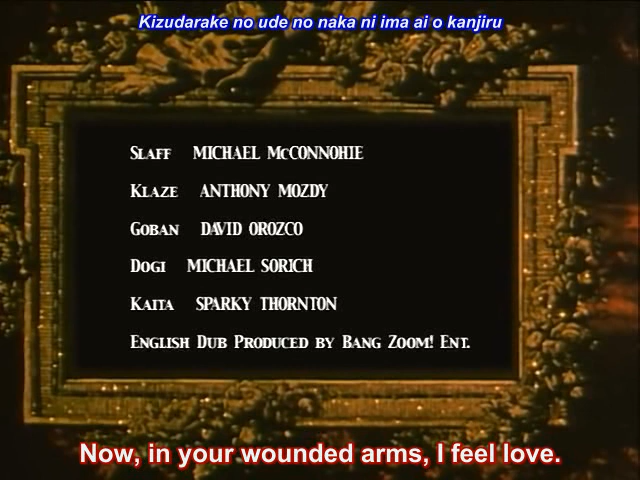 Kizudarake no ude no naka ni ima ai o kanjiru
Slaff MICHAEL McCONNOHIE
Klaze ANTHONY MOZDY
Goban DAVID OROZCO
Dogi MICHAEL SORICH
Kaita SPARKY THORNTON
English Dub Produced by Bang Zoom! Ent.
Now, in your wounded arms, I feel love.